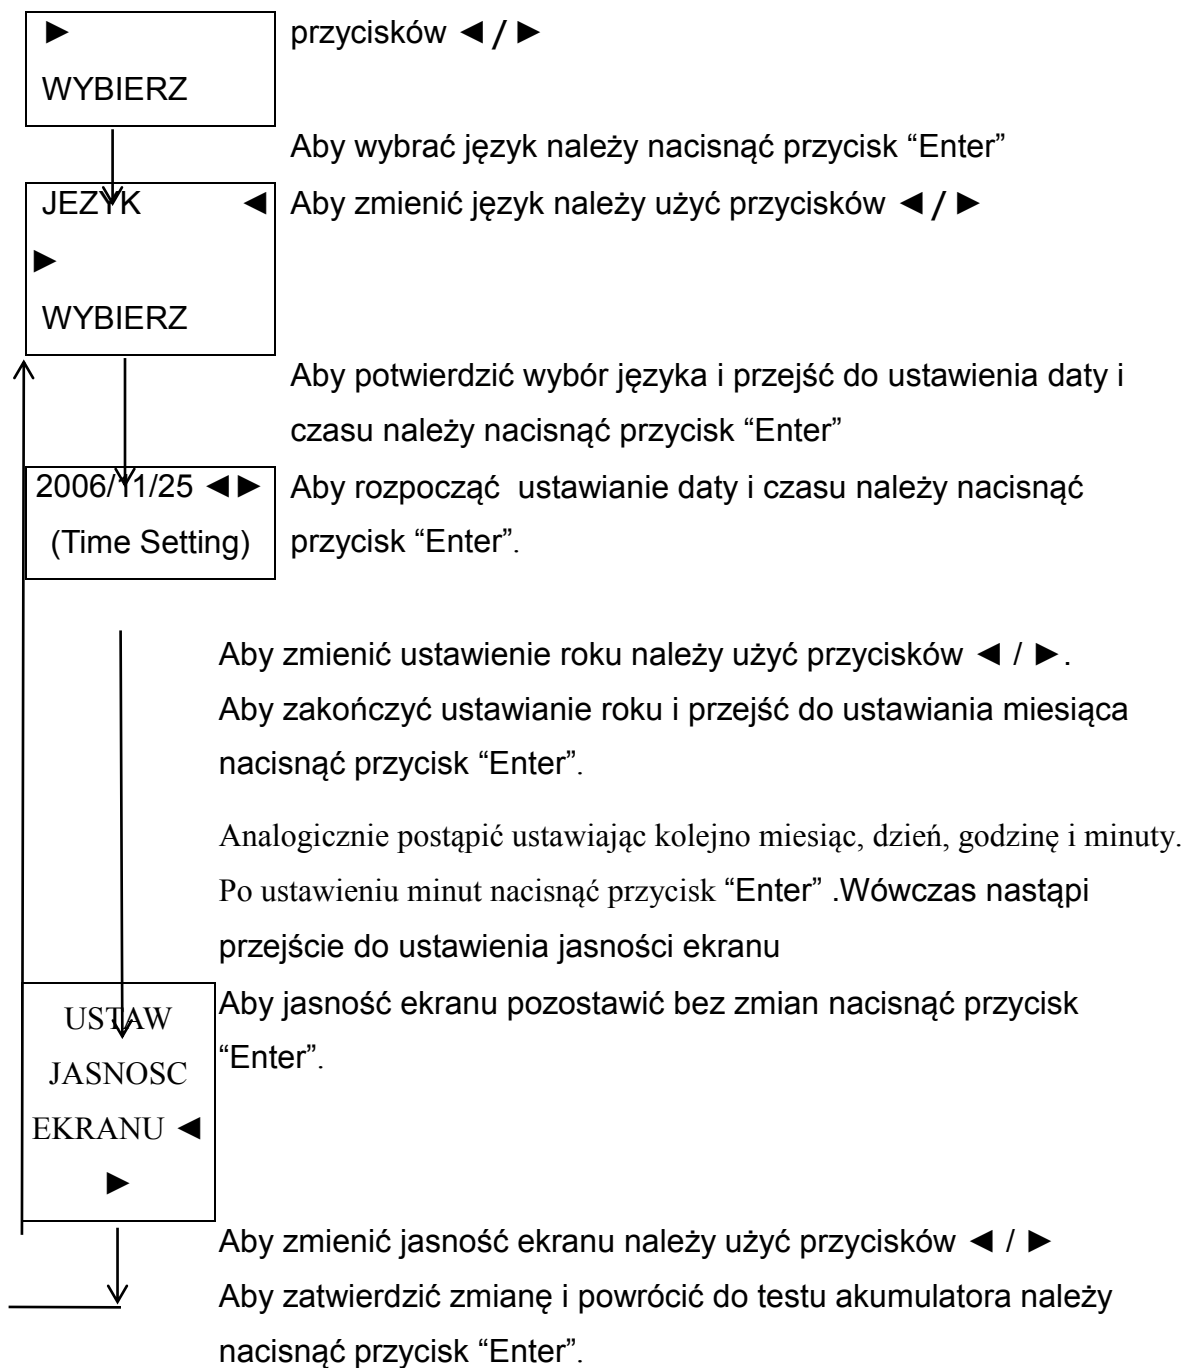 ► przycisków ◄ / ►
WYBIERZ
Aby wybrać język należy nacisnąć przycisk “Enter”
JEZYK ◄ Aby zmienić język należy użyć przycisków ◄ / ►
►
WYBIERZ
Aby potwierdzić wybór języka i przejść do ustawienia daty i
czasu należy nacisnąć przycisk “Enter”
2006/11/25 ◄► Aby rozpocząć  ustawianie daty i czasu należy nacisnąć
(Time Setting) przycisk “Enter”.
Aby zmienić ustawienie roku należy użyć przycisków ◄ / ►.
Aby zakończyć ustawianie roku i przejść do ustawiania miesiąca
nacisnąć przycisk “Enter”.
Analogicznie postąpić ustawiając kolejno miesiąc, dzień, godzinę i minuty.
Po ustawieniu minut nacisnąć przycisk “Enter” .Wówczas nastąpi
przejście do ustawienia jasności ekranu
USTAW Aby jasność ekranu pozostawić bez zmian nacisnąć przycisk
JASNOSC “Enter”.
EKRANU ◄
►
Aby zmienić jasność ekranu należy użyć przycisków ◄ / ►
Aby zatwierdzić zmianę i powrócić do testu akumulatora należy
nacisnąć przycisk “Enter”.